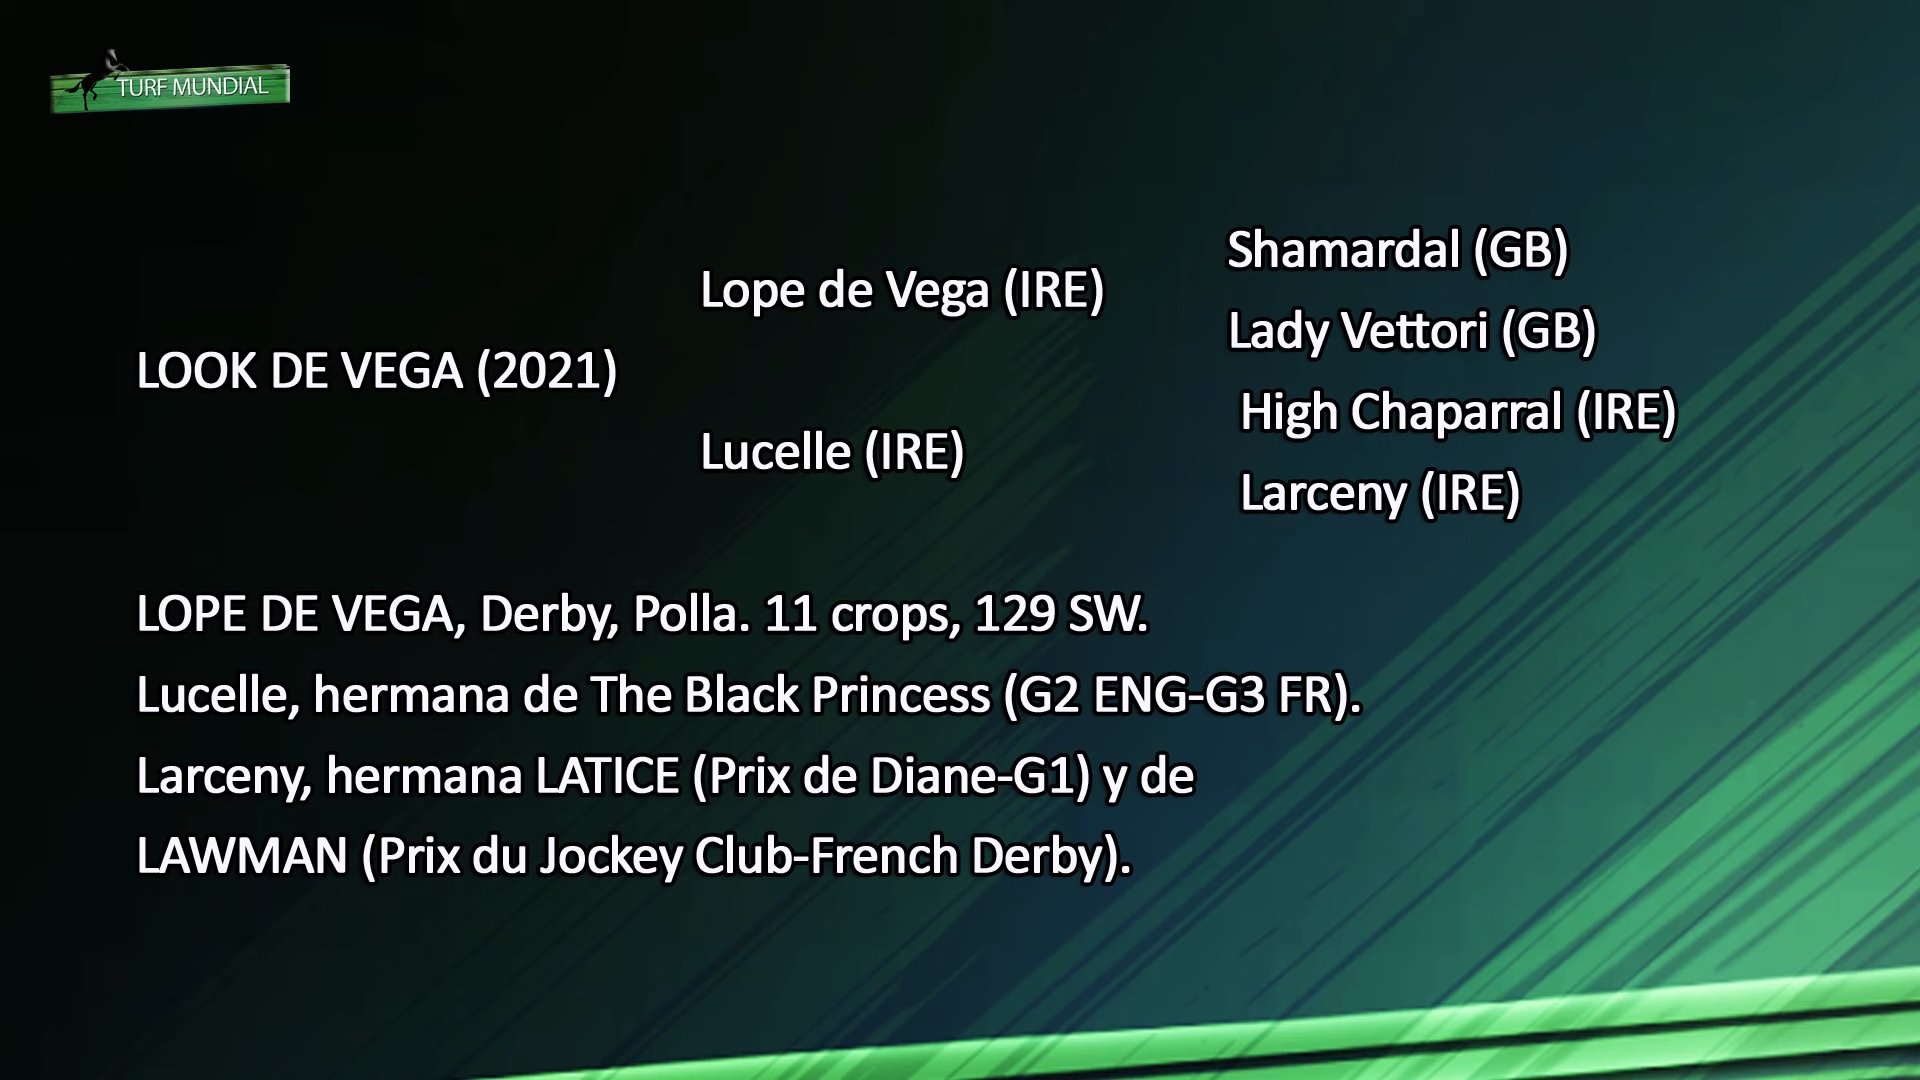 TURF MUNDIAL
Shamardal (GB)
Lope de Vega (IRE)
Lady Vettori (GB)
LOOK DE VEGA (2021)
High Chaparral (IRE)
Lucelle (IRE)
Larceny (IRE)
LOPE DE VEGA, Derby, Polla. 11 crops, 129 SW.
Lucelle, hermana de The Black Princess (G2 ENG-G3 FR).
Larceny, hermana LATICE (Prix de Diane-G1) y de
LAWMAN (Prix du Jockey Club-French Derby).